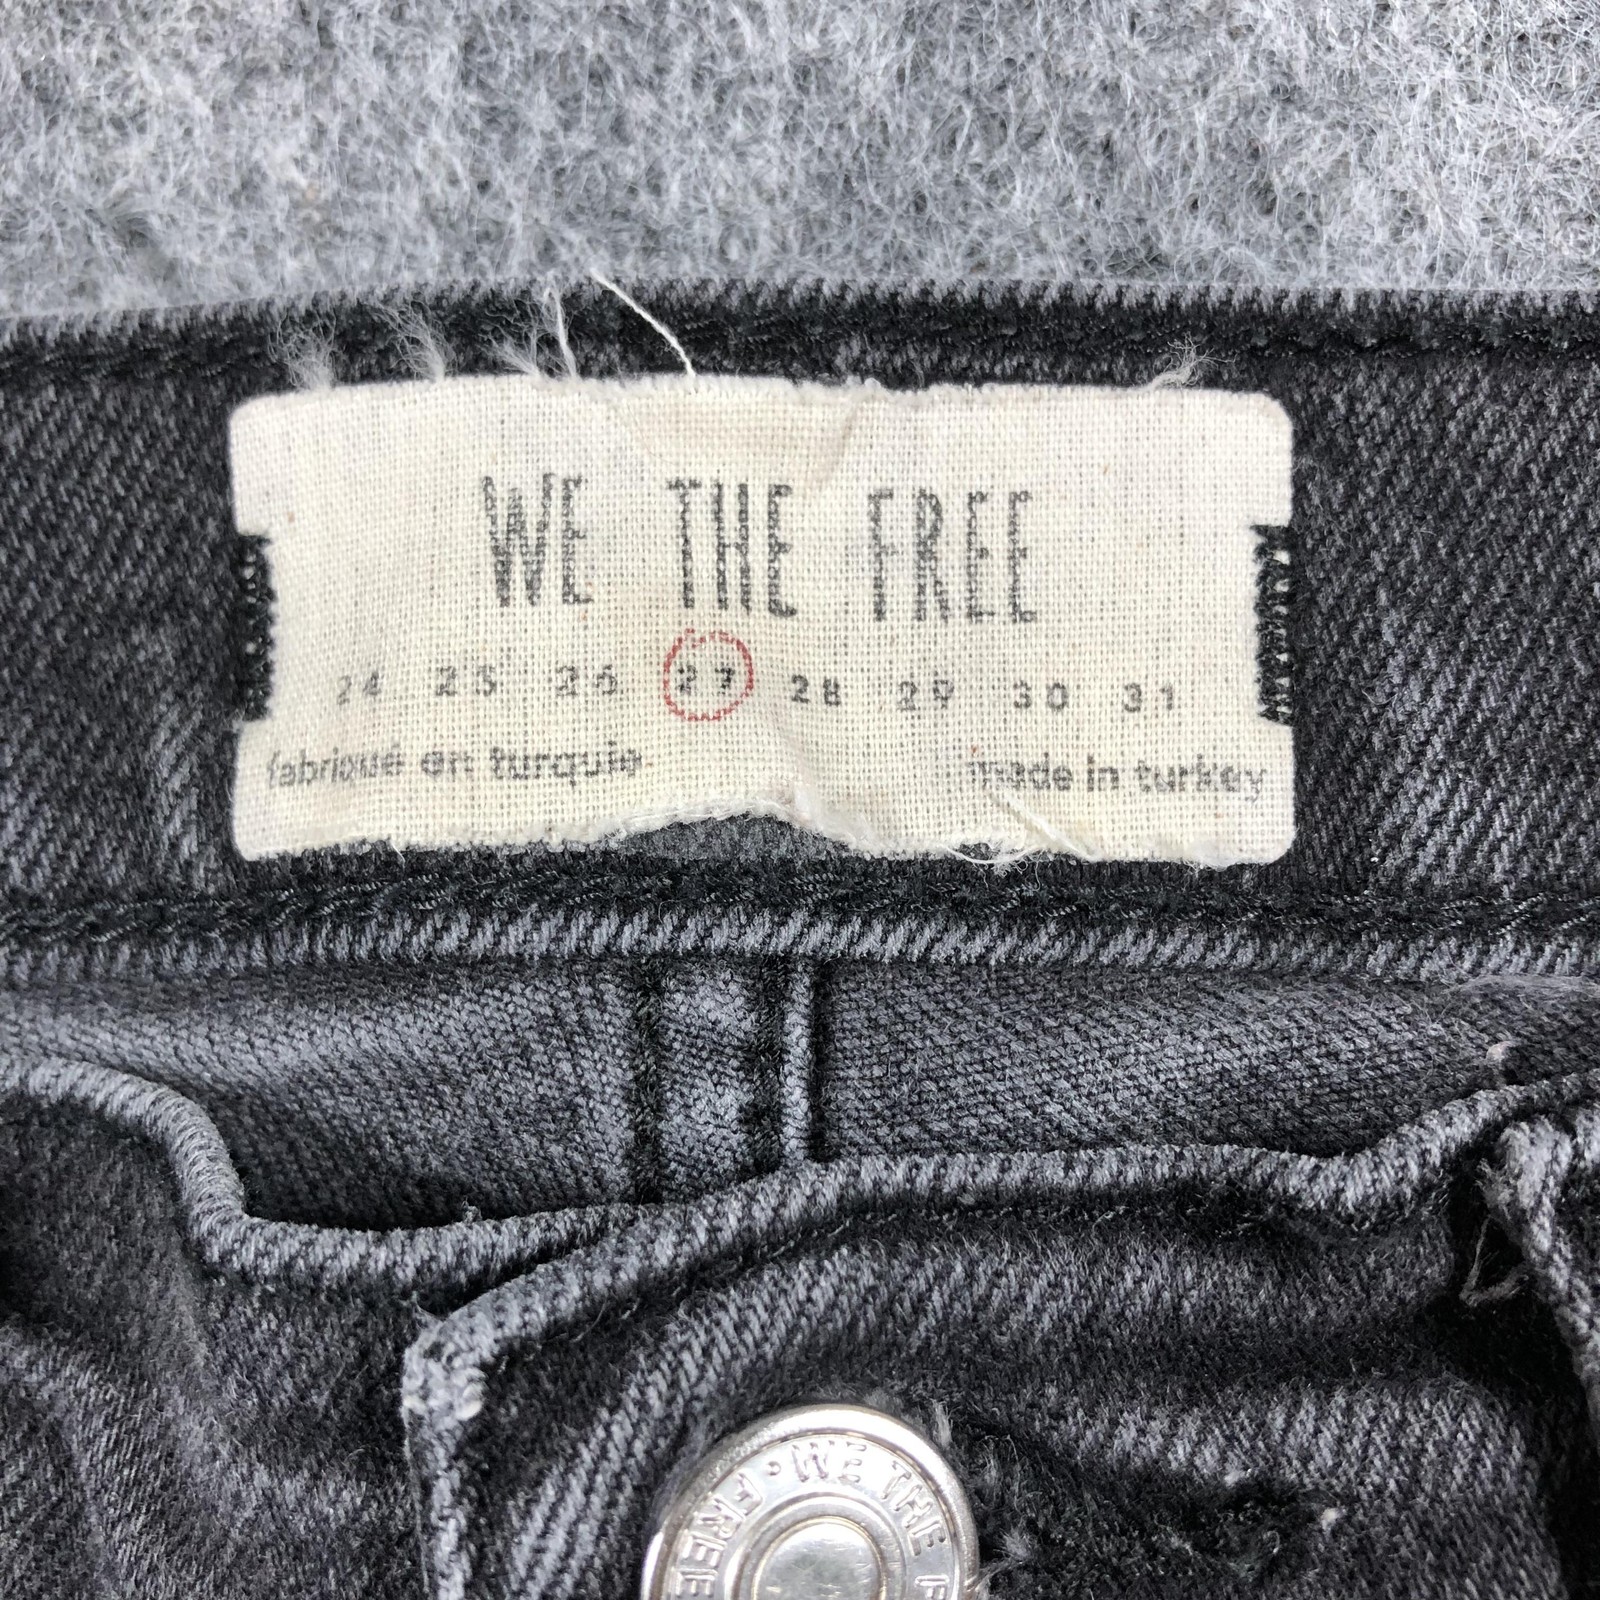 WE THE FREE
24 25 26 27 28 29 30 31
fabriqué en turquie made in turkey
WE THE F
FREE